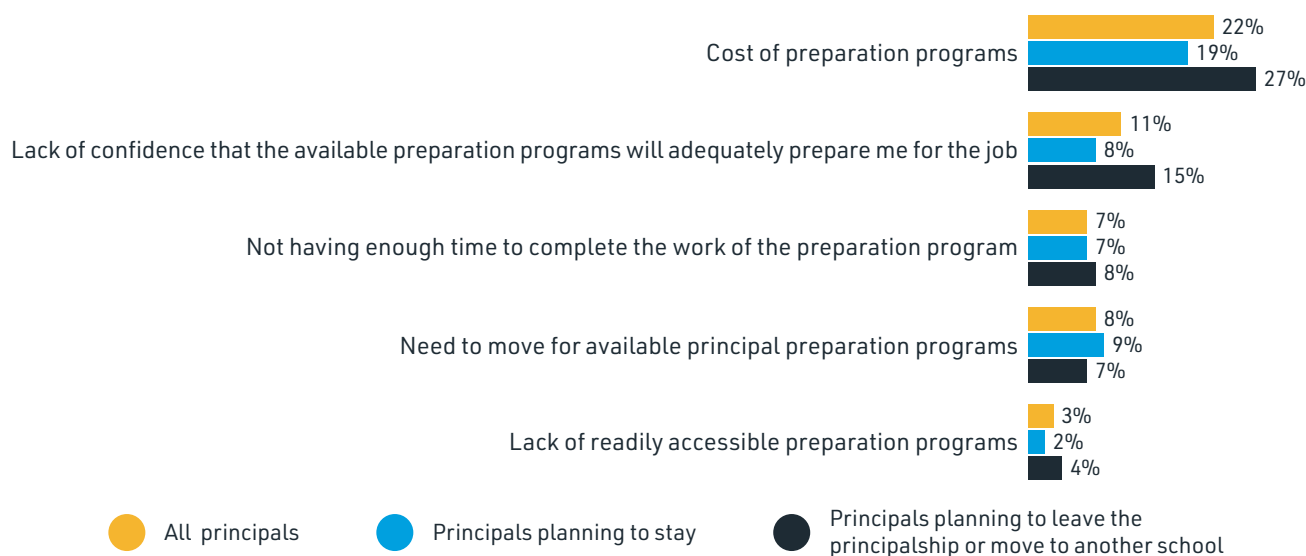 Cost of preparation programs
22%
19%
27%
Lack of confidence that the available preparation programs will adequately prepare me for the job
11%
8%
15%
Not having enough time to complete the work of the preparation program
7%
7%
8%
Need to move for available principal preparation programs
8%
9%
7%
Lack of readily accessible preparation programs
3%
2%
4%
All principals
Principals planning to stay
Principals planning to leave the
principalship or move to another school